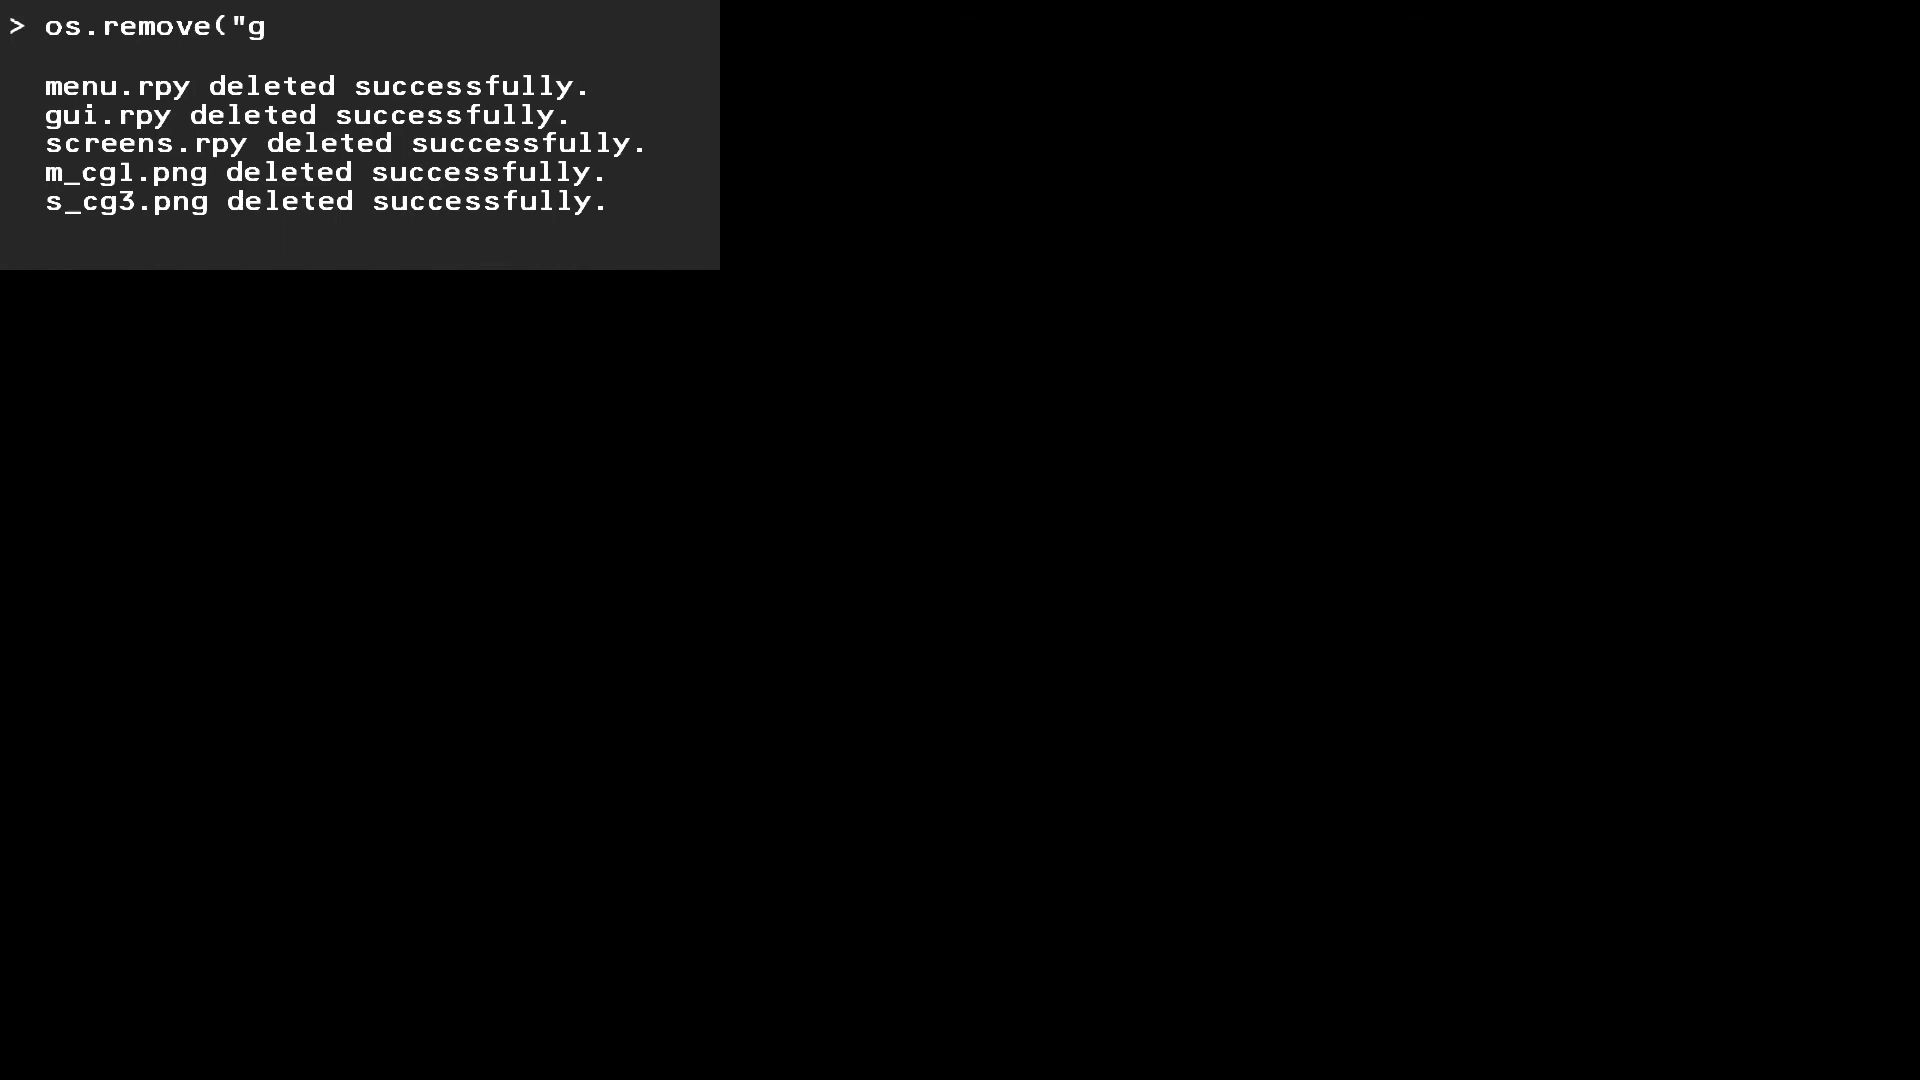 > os.remove("g
menu.rpy deleted successfully.
gui.rpy deleted successfully.
screens.rpy deleted successfully.
m_cg1.png deleted successfully.
s_cg3.png deleted successfully.